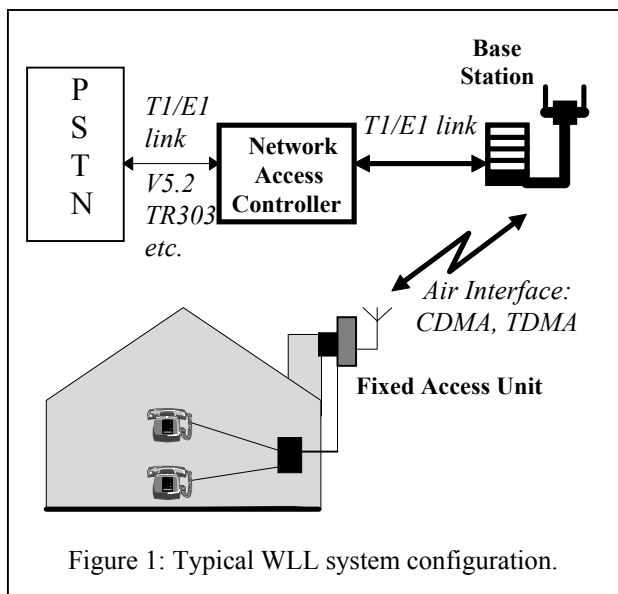 P
S
T
N
T1/E1
link
V5.2
TR303
etc.
Network
Access
Controller
T1/E1 link
Base
Station
Air Interface:
CDMA, TDMA
Fixed Access Unit
Figure 1: Typical WLL system configuration.